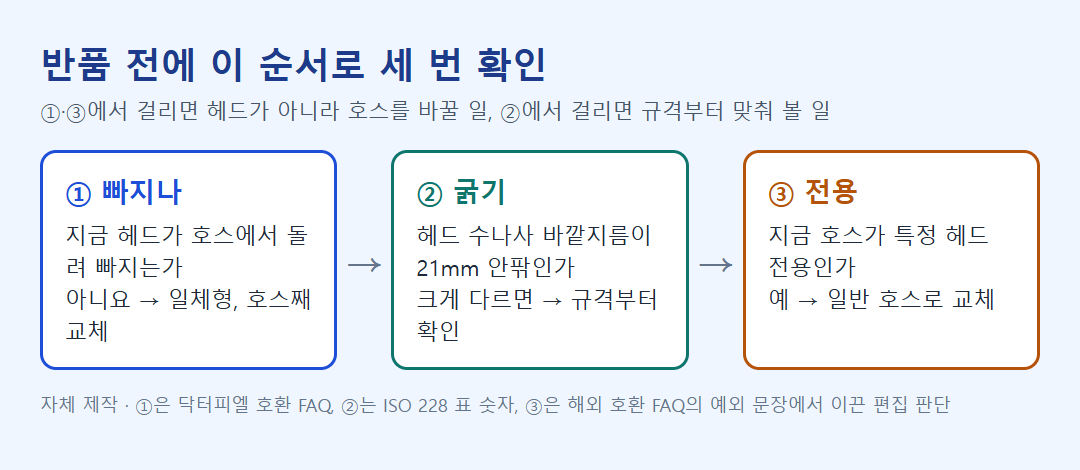 반품 전에 이 순서로 세 번 확인
①·③에서 걸리면 헤드가 아니라 호스를 바꿀 일, ②에서 걸리면 규격부터 맞춰 볼 일
① 빠지나
지금 헤드가 호스에서 돌
려 빠지는가
아니요 → 일체형, 호스째
교체
→
② 굵기
헤드 수나사 바깥지름이
21mm 안팎인가
크게 다르면 → 규격부터
확인
→
③ 전용
지금 호스가 특정 헤드
전용인가
예 → 일반 호스로 교체
자체 제작 · ①은 닥터피엘 호환 FAQ, ②는 ISO 228 표 숫자, ③은 해외 호환 FAQ의 예외 문장에서 이끈 편집 판단